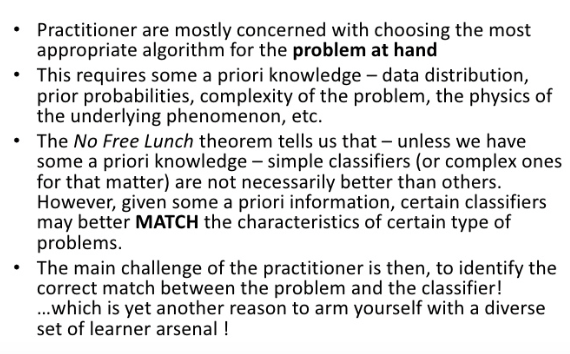 • Practitioner are mostly concerned with choosing the most
appropriate algorithm for the problem at hand
• This requires some a priori knowledge – data distribution,
prior probabilities, complexity of the problem, the physics of
the underlying phenomenon, etc.
• The No Free Lunch theorem tells us that – unless we have
some a priori knowledge – simple classifiers (or complex ones
for that matter) are not necessarily better than others.
However, given some a priori information, certain classifiers
may better MATCH the characteristics of certain type of
problems.
• The main challenge of the practitioner is then, to identify the
correct match between the problem and the classifier!
...which is yet another reason to arm yourself with a diverse
set of learner arsenal !